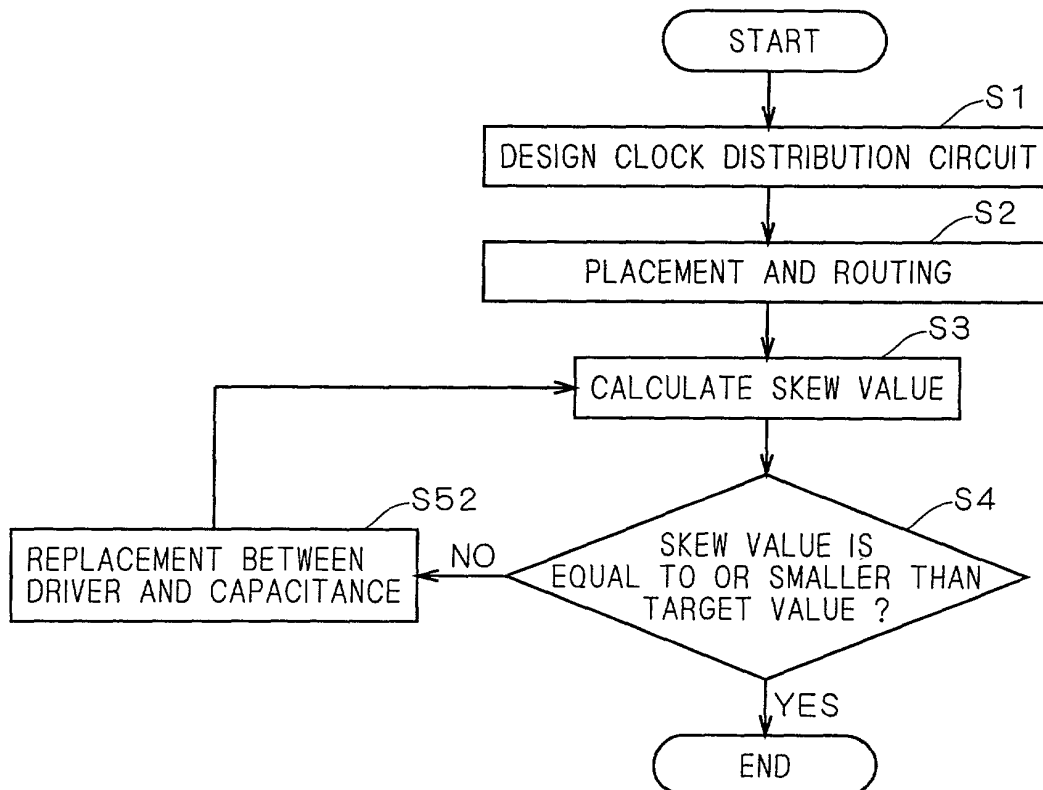 START
S1
DESIGN CLOCK DISTRIBUTION CIRCUIT
S2
PLACEMENT AND ROUTING
S3
CALCULATE SKEW VALUE
S4
SKEW VALUE IS
EQUAL TO OR SMALLER THAN
TARGET VALUE ?
NO
S52
REPLACEMENT BETWEEN
DRIVER AND CAPACITANCE
YES
END